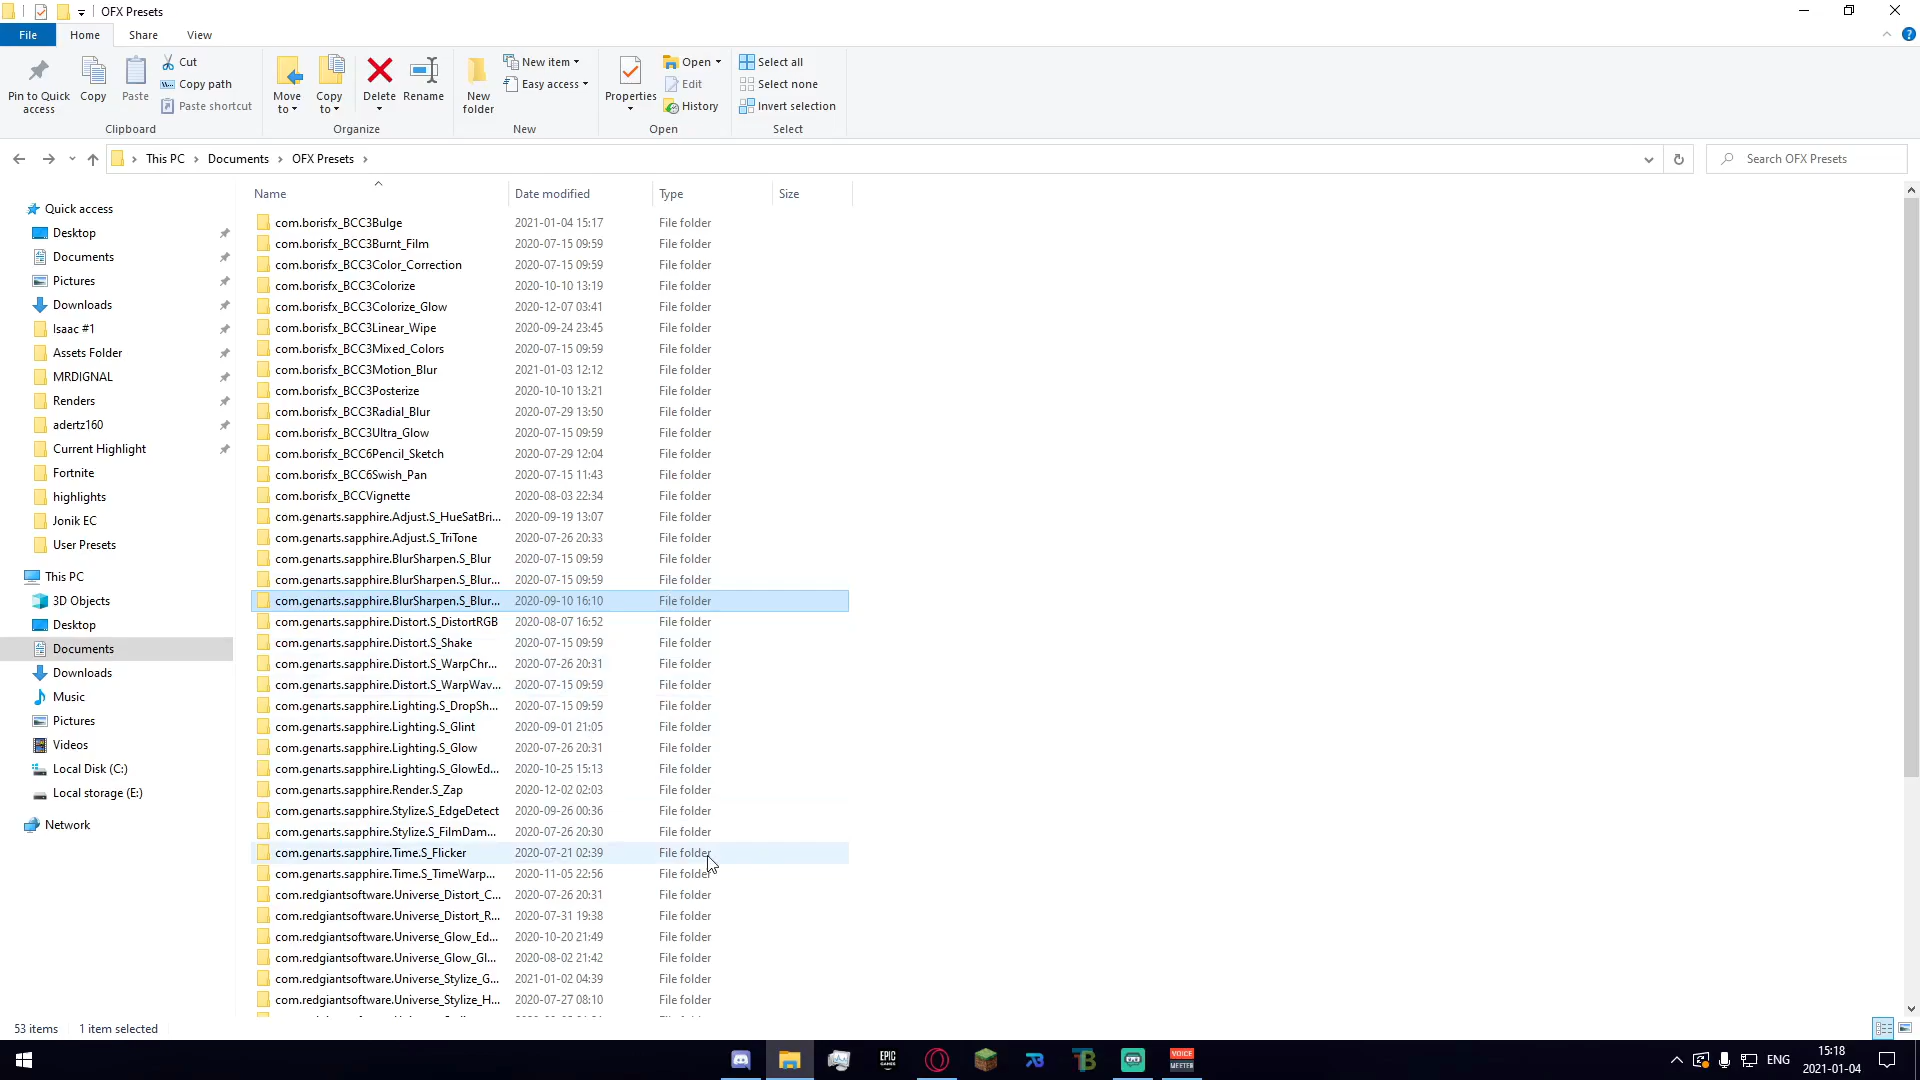 OFX Presets
File
Home
Share
View
Pin to Quick access
Copy
Paste
Cut
Copy path
Paste shortcut
Clipboard
Move to
Copy to
Delete
Rename
Organize
New folder
New item
Easy access
New
Properties
Open
Edit
History
Open
Select all
Select none
Invert selection
Select
This PC > Documents > OFX Presets >
Search OFX Presets
Name
Date modified
Type
Size
Quick access
Desktop
Documents
Pictures
Downloads
Isaac #1
Assets Folder
MRDIGNAL
Renders
adertz160
Current Highlight
Fortnite
highlights
Jonik EC
User Presets
This PC
3D Objects
Desktop
Documents
Downloads
Music
Pictures
Videos
Local Disk (C:)
Local storage (E:)
Network
com.borisfx_BCC3Bulge 2021-01-04 15:17 File folder
com.borisfx_BCC3Burnt_Film 2020-07-15 09:59 File folder
com.borisfx_BCC3Color_Correction 2020-07-15 09:59 File folder
com.borisfx_BCC3Colorize 2020-10-10 13:19 File folder
com.borisfx_BCC3Colorize_Glow 2020-12-07 03:41 File folder
com.borisfx_BCC3Linear_Wipe 2020-09-24 23:45 File folder
com.borisfx_BCC3Mixed_Colors 2020-07-15 09:59 File folder
com.borisfx_BCC3Motion_Blur 2021-01-03 12:12 File folder
com.borisfx_BCC3Posterize 2020-10-10 13:21 File folder
com.borisfx_BCC3Radial_Blur 2020-07-29 13:50 File folder
com.borisfx_BCC3Ultra_Glow 2020-07-15 09:59 File folder
com.borisfx_BCC6Pencil_Sketch 2020-07-29 12:04 File folder
com.borisfx_BCC6Swish_Pan 2020-07-15 11:43 File folder
com.borisfx_BCCVignette 2020-08-03 22:34 File folder
com.genarts.sapphire.Adjust.S_HueSatBri... 2020-09-19 13:07 File folder
com.genarts.sapphire.Adjust.S_TriTone 2020-07-26 20:33 File folder
com.genarts.sapphire.BlurSharpen.S_Blur 2020-07-15 09:59 File folder
com.genarts.sapphire.BlurSharpen.S_Blur... 2020-07-15 09:59 File folder
com.genarts.sapphire.BlurSharpen.S_Blur... 2020-09-10 16:10 File folder
com.genarts.sapphire.Distort.S_DistortRGB 2020-08-07 16:52 File folder
com.genarts.sapphire.Distort.S_Shake 2020-07-15 09:59 File folder
com.genarts.sapphire.Distort.S_WarpChr... 2020-07-26 20:31 File folder
com.genarts.sapphire.Distort.S_WarpWav... 2020-07-15 09:59 File folder
com.genarts.sapphire.Lighting.S_DropSh... 2020-07-15 09:59 File folder
com.genarts.sapphire.Lighting.S_Glint 2020-09-01 21:05 File folder
com.genarts.sapphire.Lighting.S_Glow 2020-07-26 20:31 File folder
com.genarts.sapphire.Lighting.S_GlowEd... 2020-10-25 15:13 File folder
com.genarts.sapphire.Render.S_Zap 2020-12-02 02:03 File folder
com.genarts.sapphire.Stylize.S_EdgeDetect 2020-09-26 00:36 File folder
com.genarts.sapphire.Stylize.S_FilmDam... 2020-07-26 20:30 File folder
com.genarts.sapphire.Time.S_Flicker 2020-07-21 02:39 File folder
com.genarts.sapphire.Time.S_TimeWarp... 2020-11-05 22:56 File folder
com.redgiantsoftware.Universe_Distort_C... 2020-07-26 20:31 File folder
com.redgiantsoftware.Universe_Distort_R... 2020-07-31 19:38 File folder
com.redgiantsoftware.Universe_Glow_Ed... 2020-10-20 21:49 File folder
com.redgiantsoftware.Universe_Glow_Gl... 2020-08-02 21:42 File folder
com.redgiantsoftware.Universe_Stylize_G... 2021-01-02 04:39 File folder
com.redgiantsoftware.Universe_Stylize_H... 2020-07-27 08:10 File folder
53 items 1 item selected
EPIC GAMES
VOICE MEETER
ENG
15:18
2021-01-04